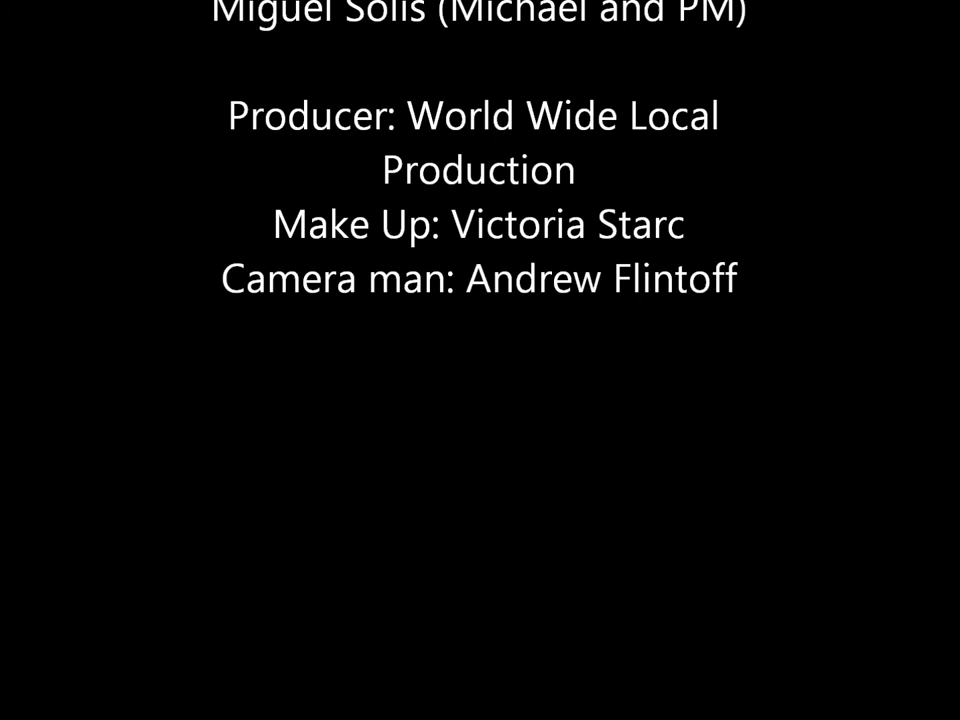 Miguel Solis (Michael and PM)
Producer: World Wide Local
Production
Make Up: Victoria Starc
Camera man: Andrew Flintoff